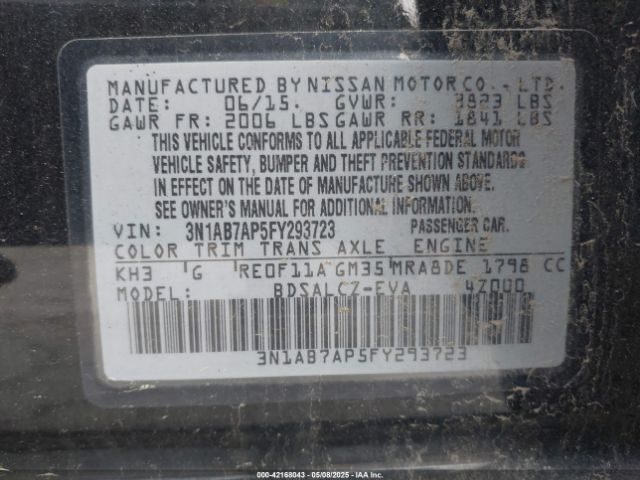 MANUFACTURED BY NISSAN MOTOR CO., LTD.
DATE: 06/15. GVWR: 3823 LBS
GAWR FR: 2006 LBS GAWR RR: 1841 LBS
THIS VEHICLE CONFORMS TO ALL APPLICABLE FEDERAL MOTOR
VEHICLE SAFETY, BUMPER AND THEFT PREVENTION STANDARDS
IN EFFECT ON THE DATE OF MANUFACTURE SHOWN ABOVE.
SEE OWNER'S MANUAL FOR ADDITIONAL INFORMATION.
VIN: 3N1AB7AP5FY293723 PASSENGER CAR.
COLOR TRIM TRANS AXLE ENGINE
KH3 G RE0F11A GM35 MRA8DE 1798 CC
MODEL: BDSALCZ-EVA 4Z000
3N1AB7AP5FY293723
000-42168043 - 05/08/2025 - IAA Inc.